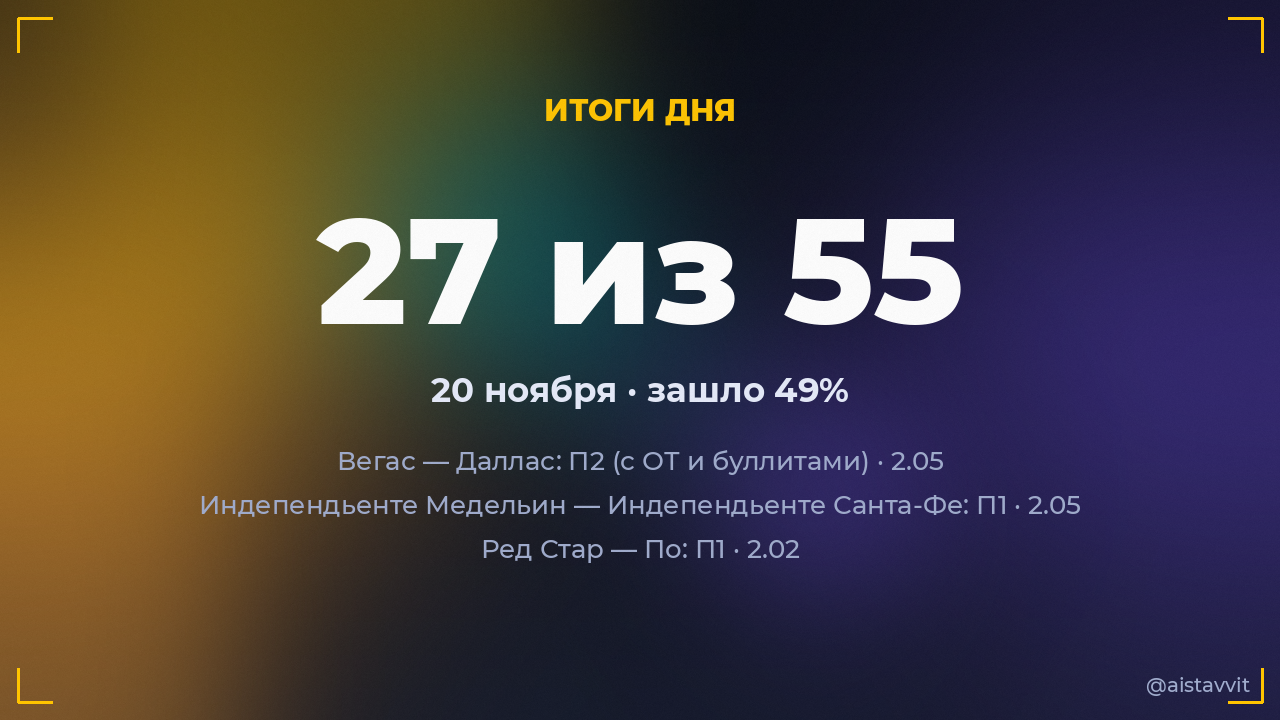 ИТОГИ ДНЯ
27 из 55
20 ноября · зашло 49%
Вегас — Даллас: П2 (с ОТ и буллитами) · 2.05
Индепендьенте Медельин — Индепендьенте Санта-Фе: П1 · 2.05
Ред Стар — По: П1 · 2.02
@aistavvit